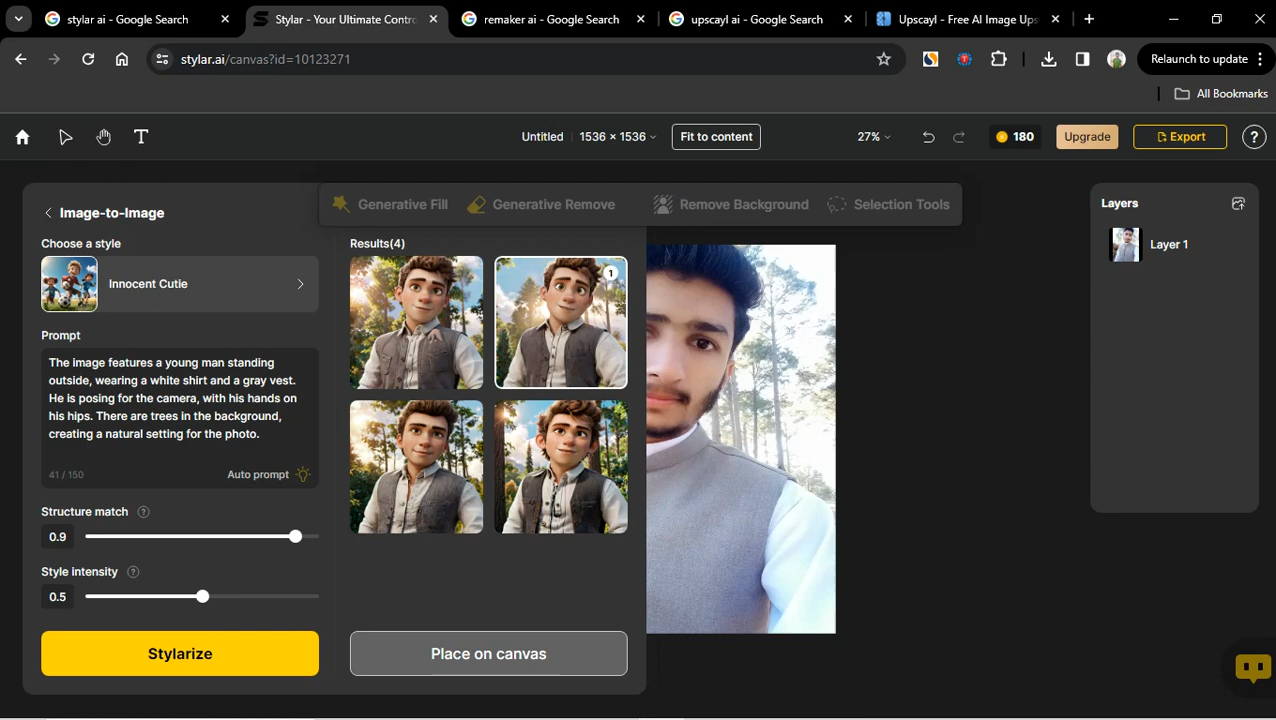 stylar ai - Google Search
Stylar - Your Ultimate Contro
remaker ai - Google Search
upscayl ai - Google Search
Upscayl - Free AI Image Ups
stylar.ai/canvas?id=10123271
Relaunch to update
All Bookmarks
T
Untitled
1536 × 1536
Fit to content
27%
180
Upgrade
Export
?
Image-to-Image
Generative Fill
Generative Remove
Remove Background
Selection Tools
Layers
Choose a style
Results(4)
Layer 1
Innocent Cutie
1
Prompt
The image features a young man standing
outside, wearing a white shirt and a gray vest.
He is posing for the camera, with his hands on
his hips. There are trees in the background,
creating a natural setting for the photo.
41 / 150
Auto prompt
Structure match ?
0.9
Style intensity ?
0.5
Stylarize
Place on canvas